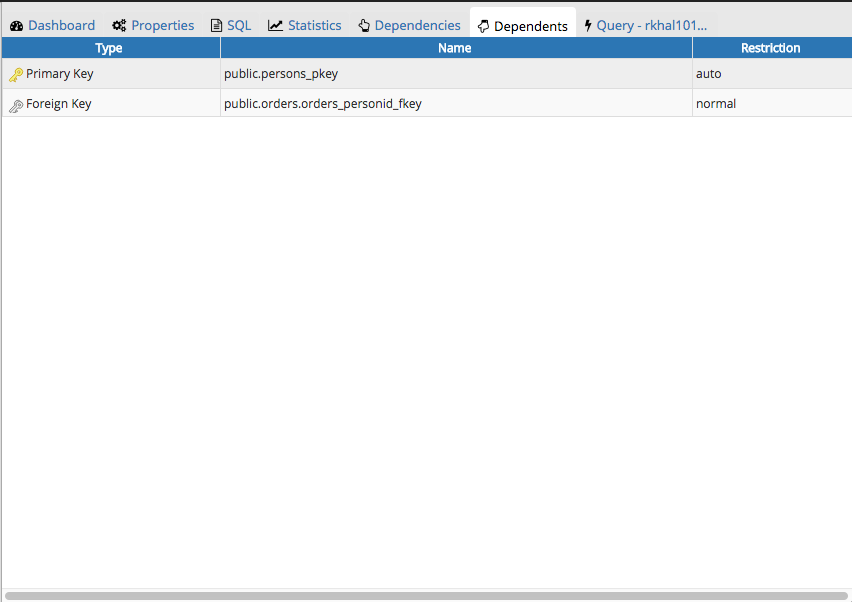 Dashboard Properties SQL Statistics Dependencies Dependents Query - rkhal101...
Type Name Restriction
Primary Key public.persons_pkey auto
Foreign Key public.orders.orders_personid_fkey normal